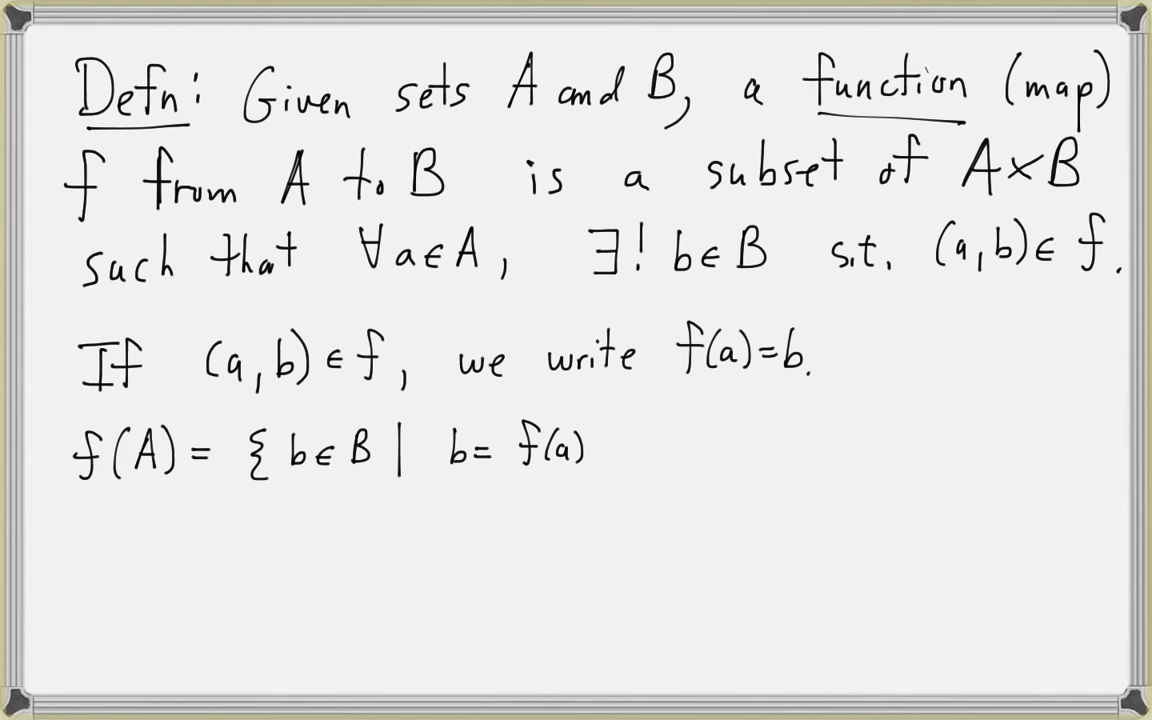 Defn: Given sets A and B, a function (map)
f from A to B is a subset of A×B
such that ∀a∈A, ∃! b∈B s.t. (a,b)∈ f.
If (a,b)∈f, we write f(a)=b.
f(A)= { b∈B | b= f(a)